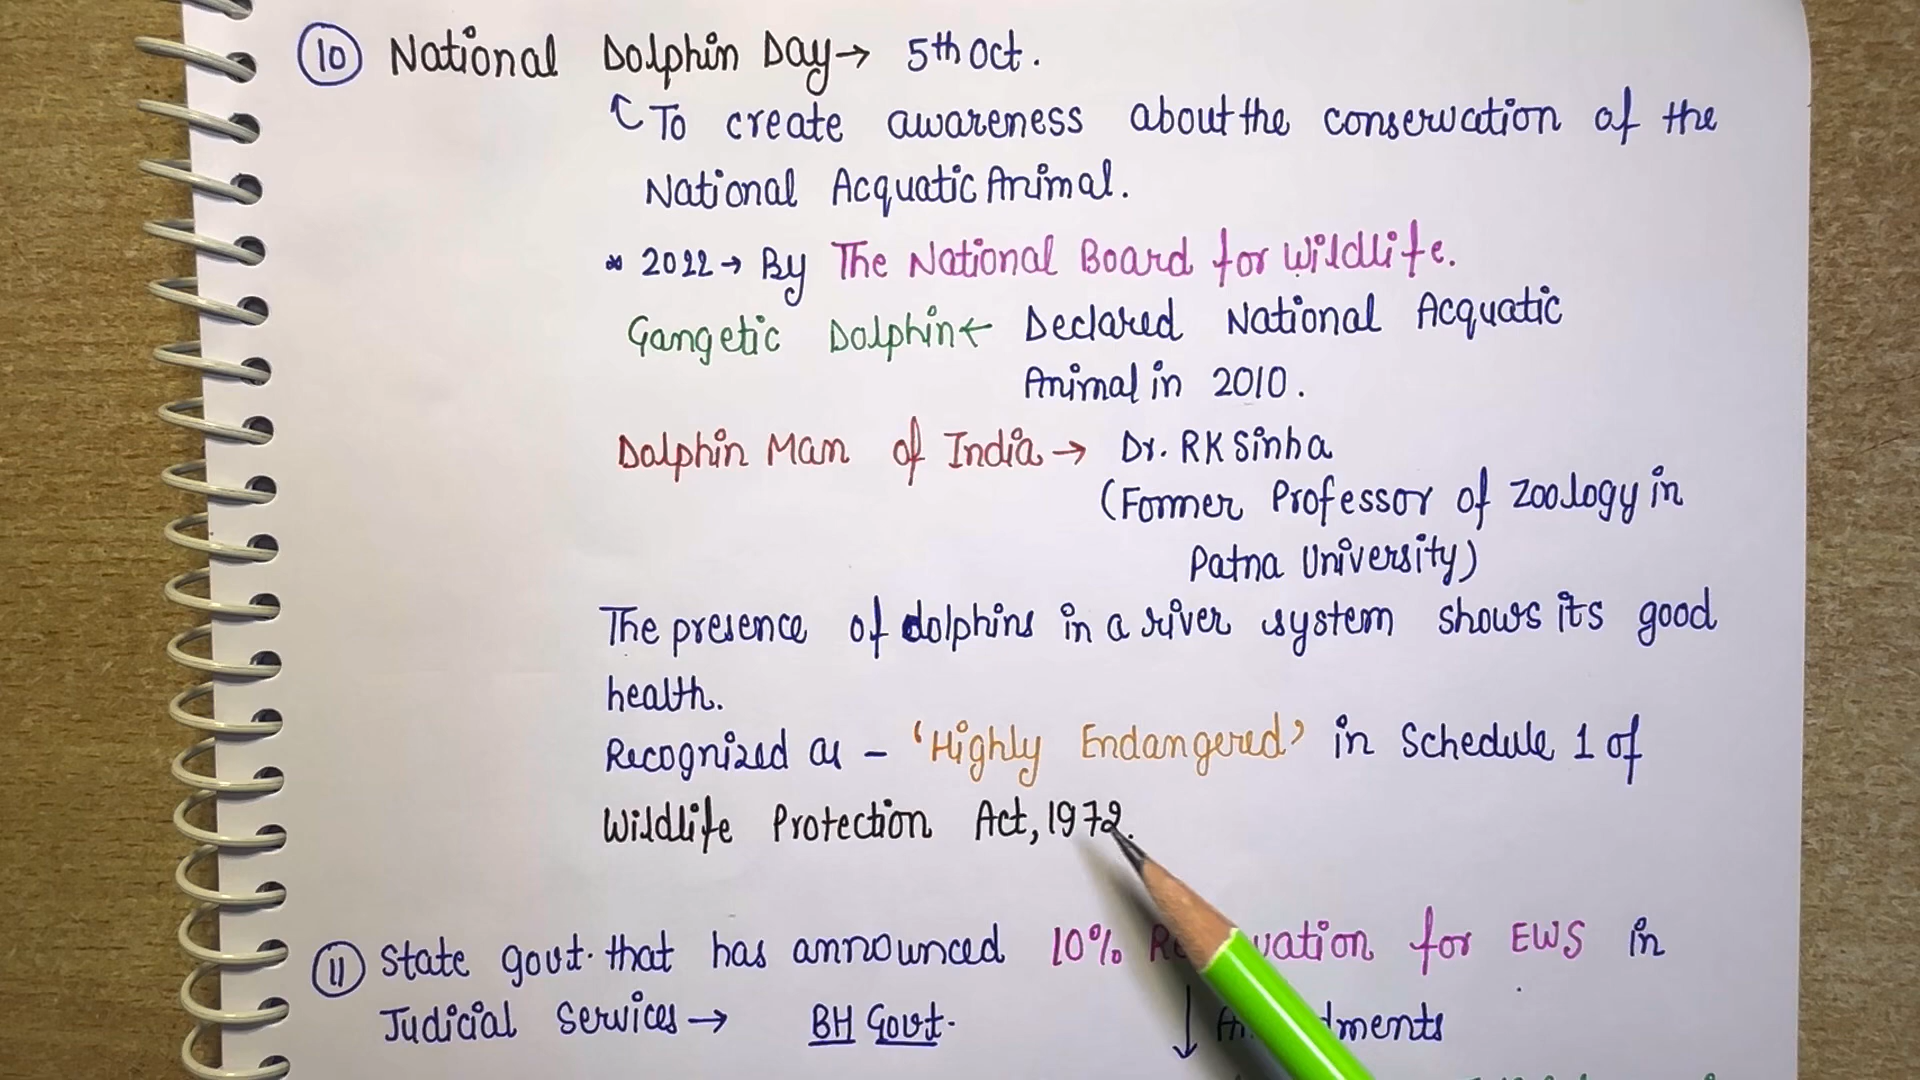 10 National Dolphin Day → 5th Oct.
To create awareness about the conservation of the
National Acquatic Animal.
* 2022 → By The National Board for Wildlife.
Gangetic Dolphin ← Declared National Acquatic
Animal in 2010.
Dolphin Man of India → Dr. RK Sinha
(Former Professor of Zoology in
Patna University)
The presence of dolphins in a river system shows its good
health.
Recognized as - 'Highly Endangered' in Schedule 1 of
Wildlife Protection Act, 1972.
11 State govt. that has announced 10% for EWS in
Judicial Services → BH Govt.